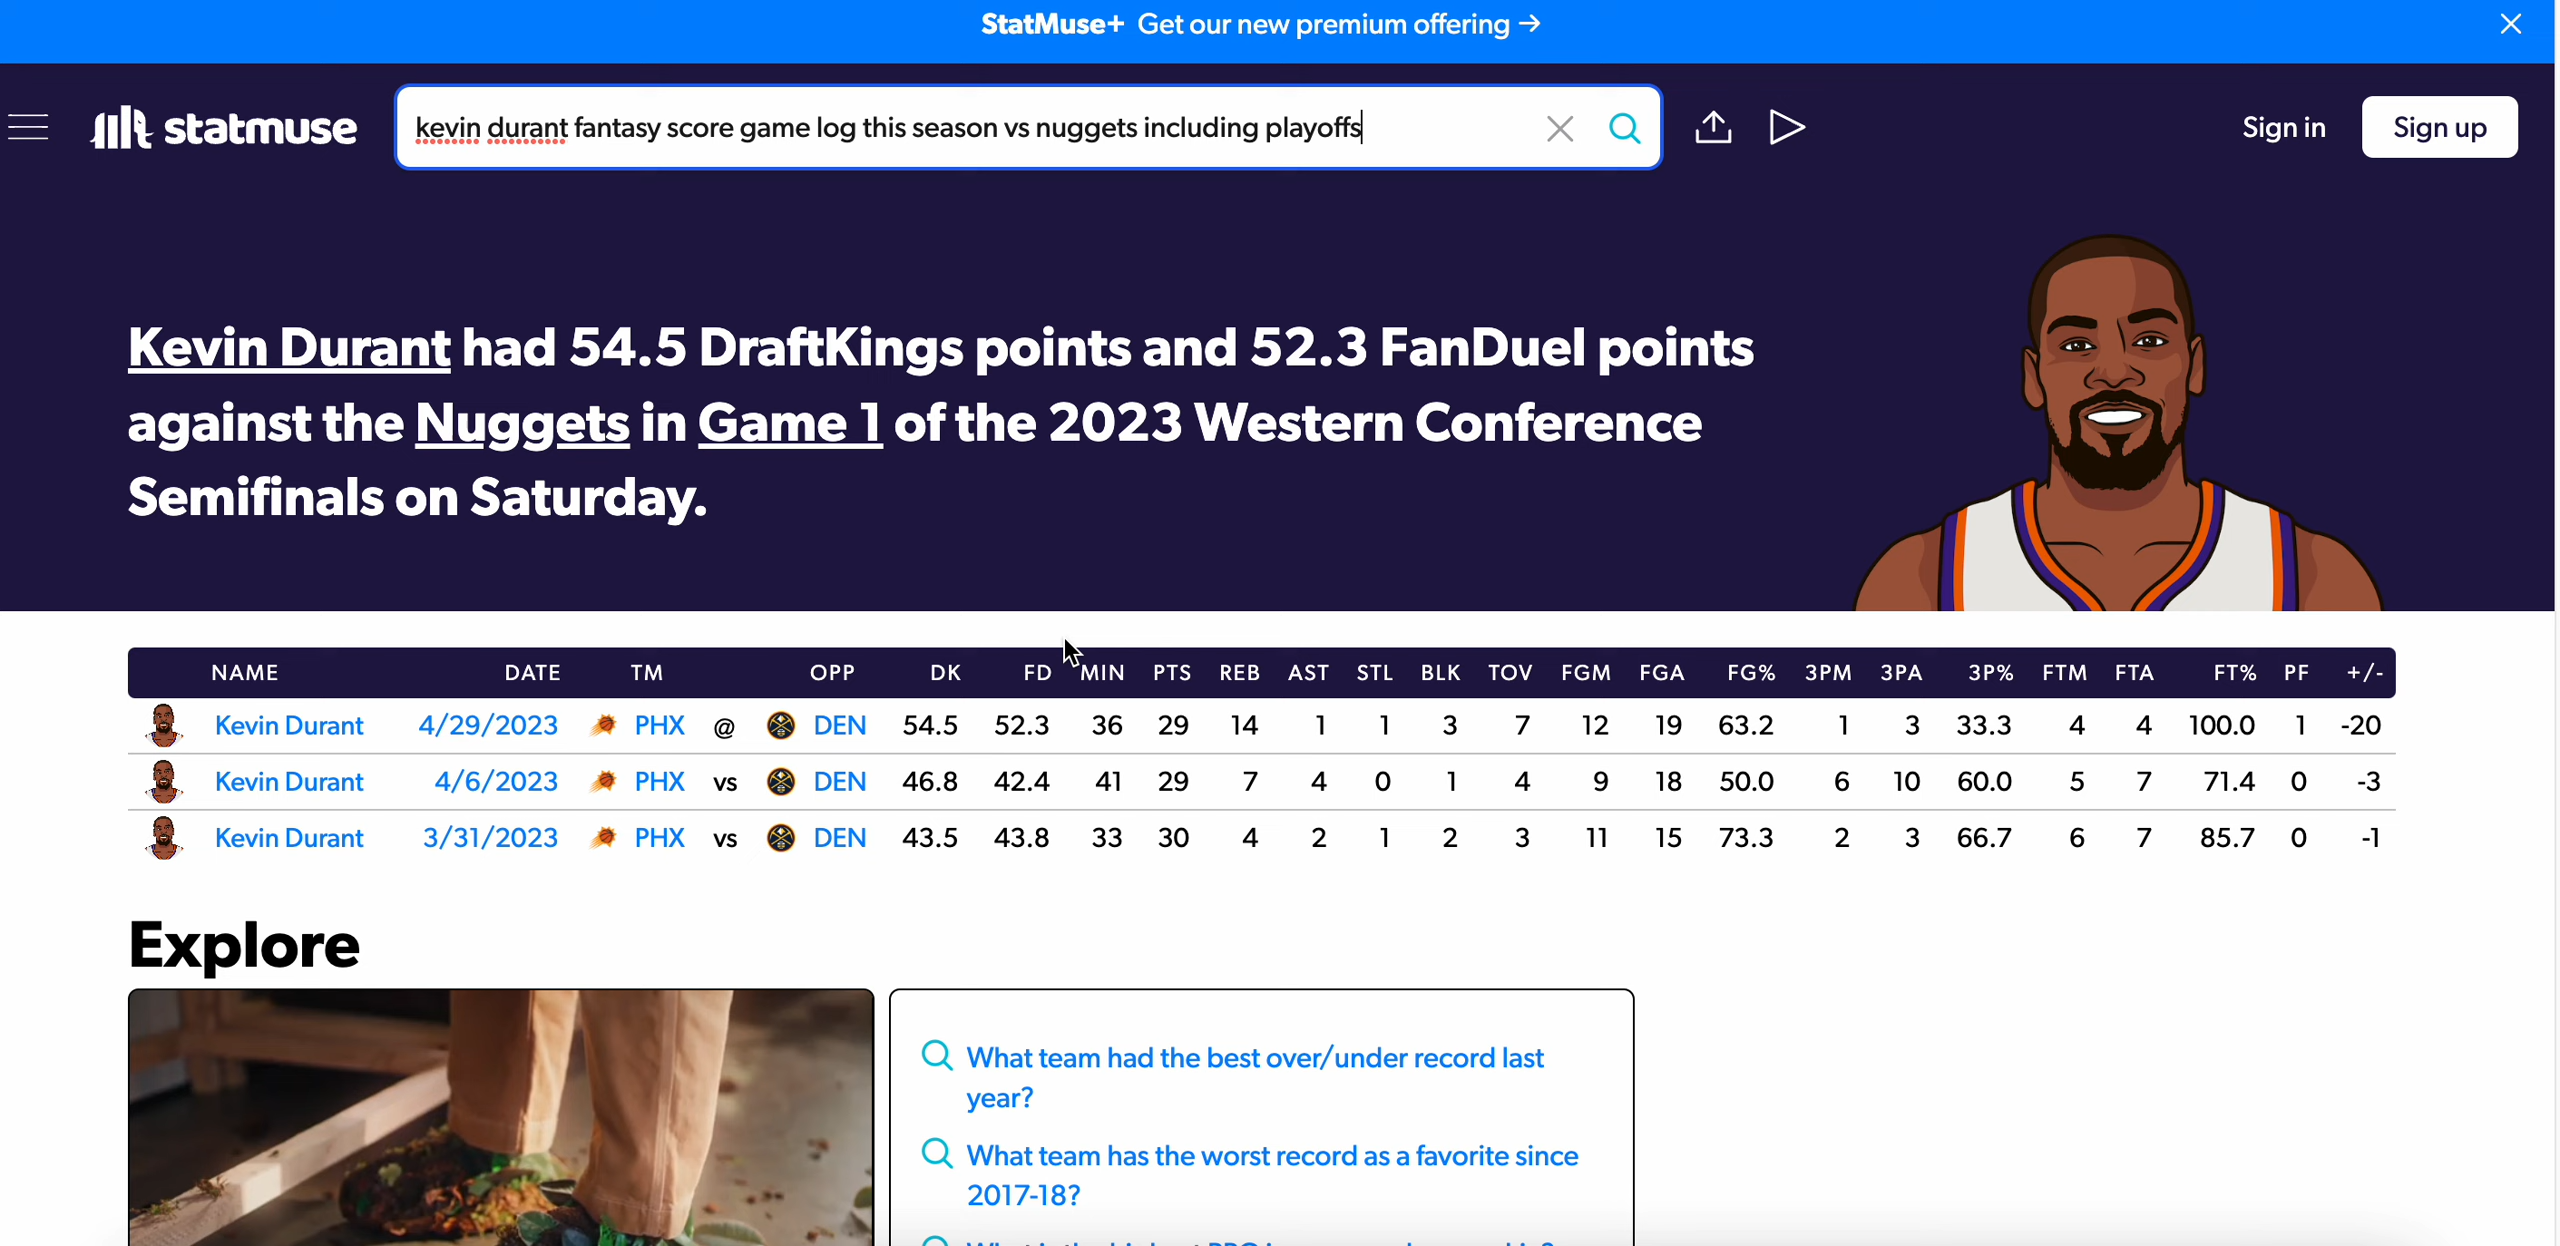 StatMuse+ Get our new premium offering →
statmuse
kevin durant fantasy score game log this season vs nuggets including playoffs
Sign in
Sign up
Kevin Durant had 54.5 DraftKings points and 52.3 FanDuel points
against the Nuggets in Game 1 of the 2023 Western Conference
Semifinals on Saturday.
NAME DATE TM OPP DK FD MIN PTS REB AST STL BLK TOV FGM FGA FG% 3PM 3PA 3P% FTM FTA FT% PF +/-
Kevin Durant 4/29/2023 PHX @ DEN 54.5 52.3 36 29 14 1 1 3 7 12 19 63.2 1 3 33.3 4 4 100.0 1 -20
Kevin Durant 4/6/2023 PHX vs DEN 46.8 42.4 41 29 7 4 0 1 4 9 18 50.0 6 10 60.0 5 7 71.4 0 -3
Kevin Durant 3/31/2023 PHX vs DEN 43.5 43.8 33 30 4 2 1 2 3 11 15 73.3 2 3 66.7 6 7 85.7 0 -1
Explore
What team had the best over/under record last
year?
What team has the worst record as a favorite since
2017-18?